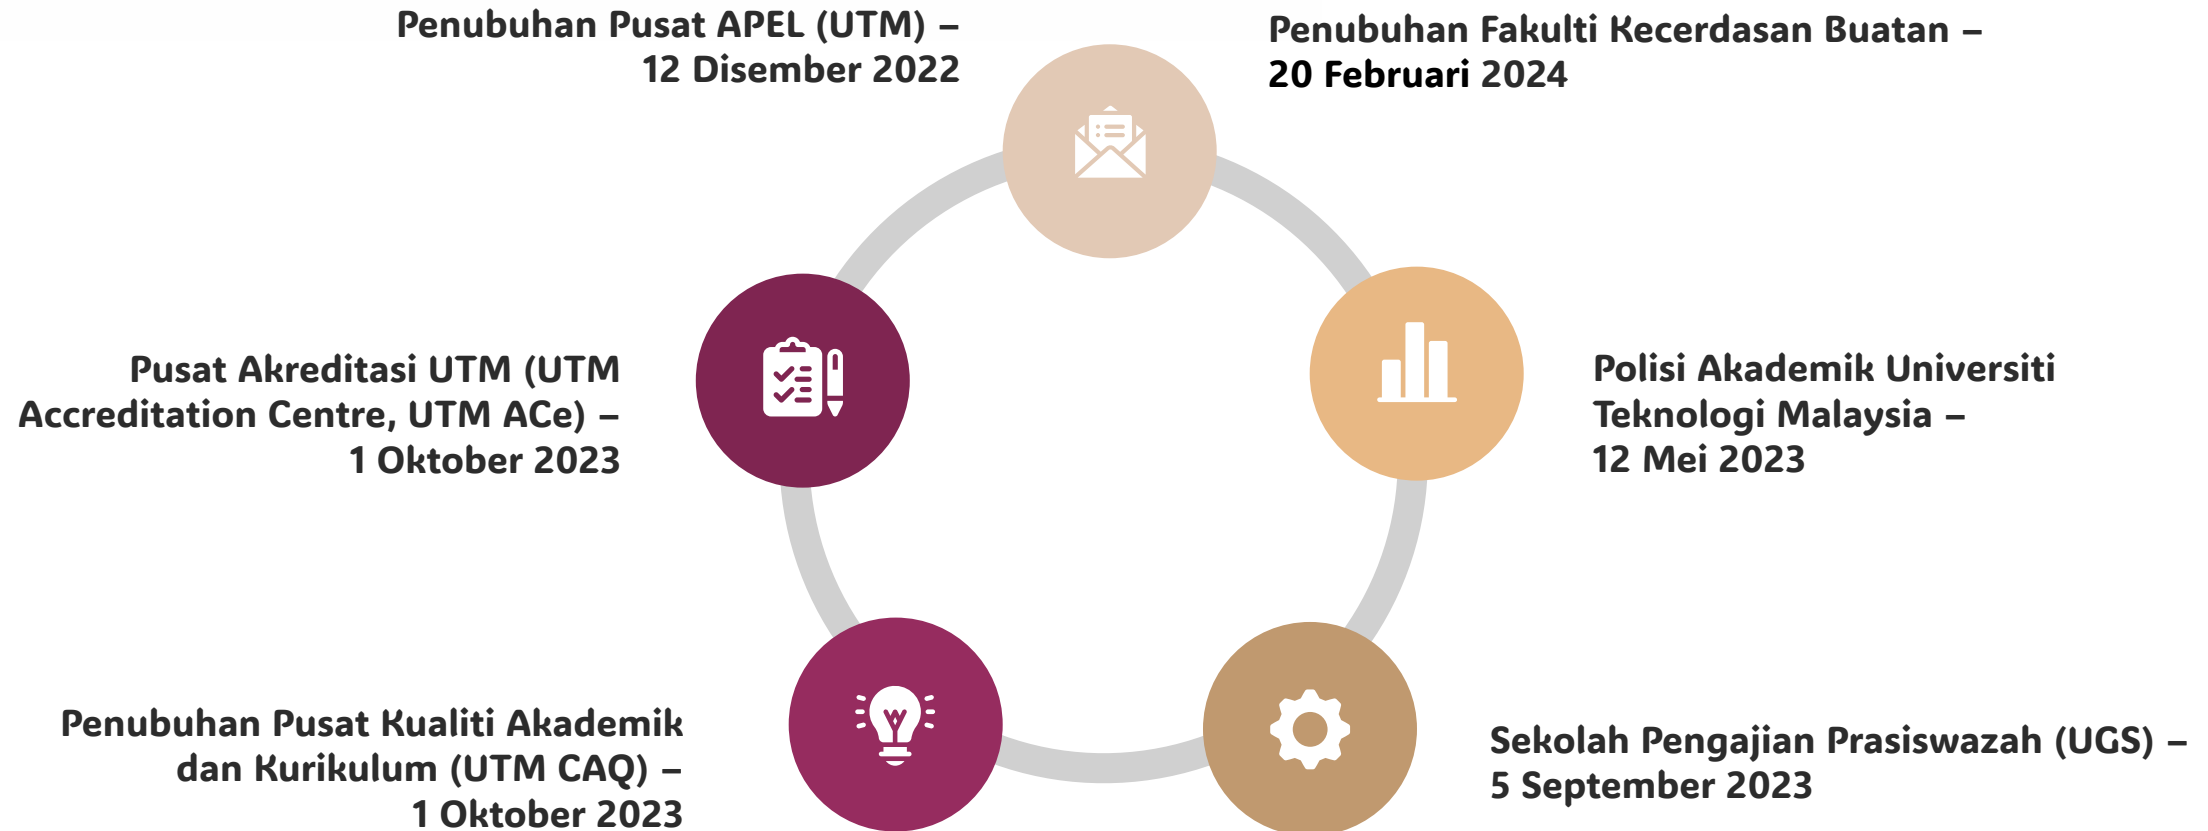 Penubuhan Pusat APEL (UTM) –
12 Disember 2022
Penubuhan Fakulti Kecerdasan Buatan –
20 Februari 2024
Pusat Akreditasi UTM (UTM
Accreditation Centre, UTM ACe) –
1 Oktober 2023
Polisi Akademik Universiti
Teknologi Malaysia –
12 Mei 2023
Penubuhan Pusat Kualiti Akademik
dan Kurikulum (UTM CAQ) –
1 Oktober 2023
Sekolah Pengajian Prasiswazah (UGS) –
5 September 2023